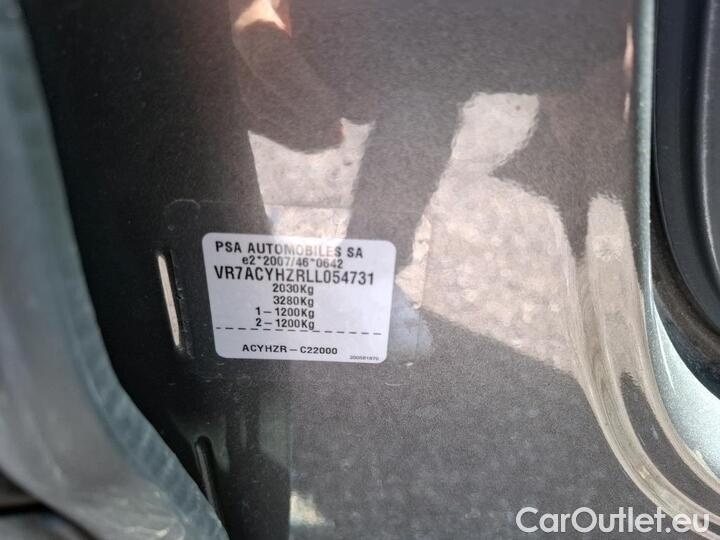 PSA AUTOMOBILES SA
e2*2007/46*0642
VR7ACYHZRLL054731
2030Kg
3280Kg
1-1200Kg
2-1200Kg
ACYHZR-C22000
CarOutlet.eu